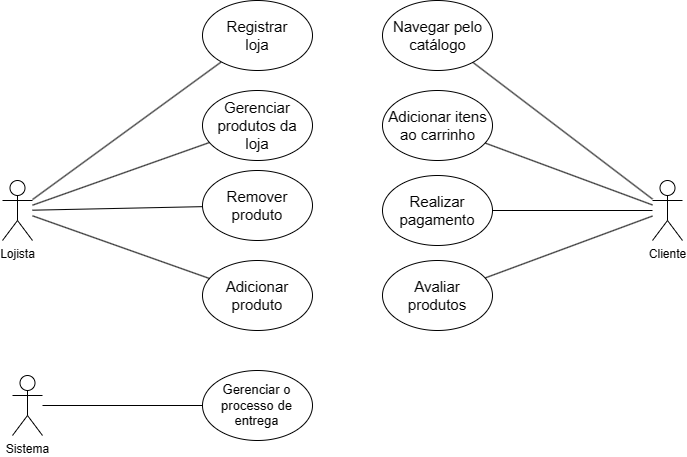 Registrar
loja
Navegar pelo
catálogo
Gerenciar
produtos da
loja
Adicionar itens
ao carrinho
Remover
produto
Realizar
pagamento
Lojista
Cliente
Adicionar
produto
Avaliar
produtos
Gerenciar o
processo de
entrega
Sistema